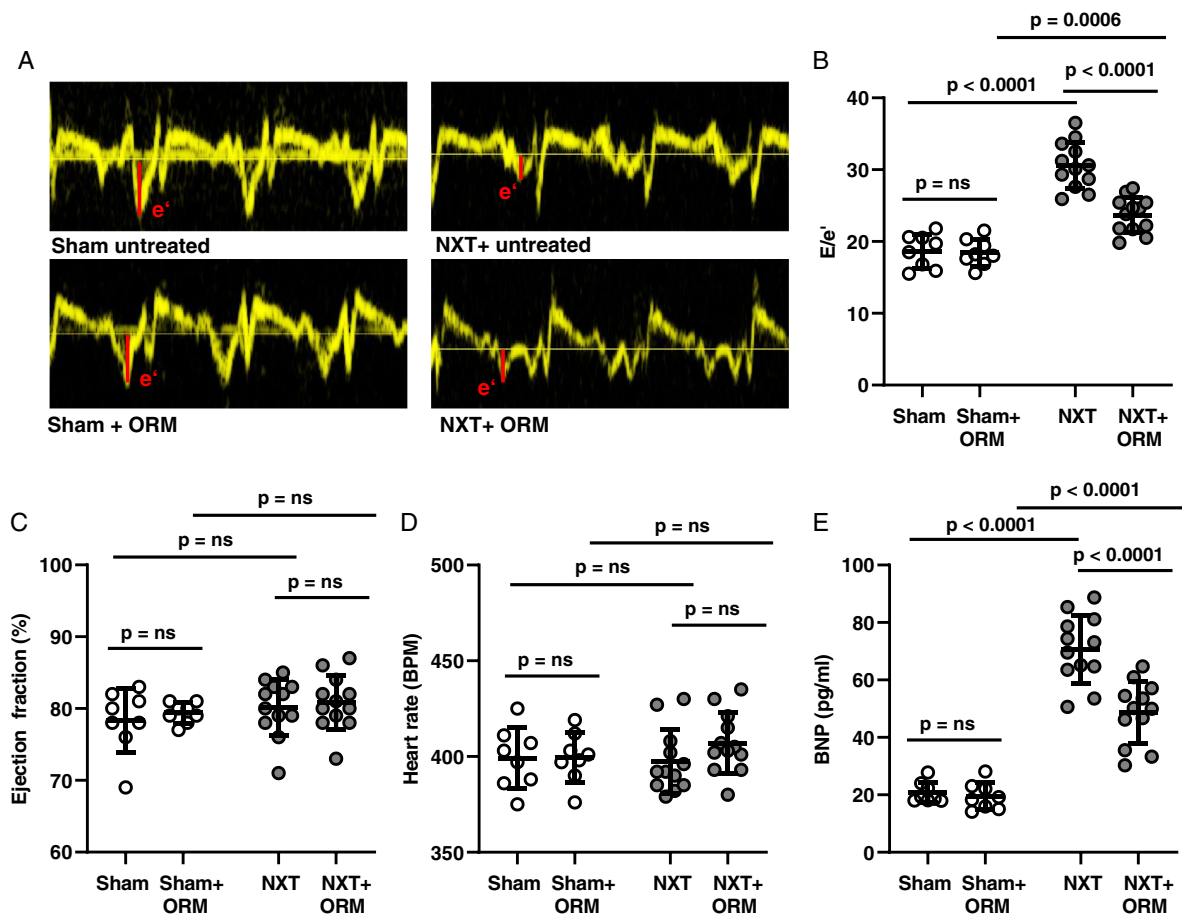 A
e‘
Sham untreated
e‘
NXT+ untreated
e‘
Sham + ORM
e‘
NXT+ ORM
B
p = 0.0006
p < 0.0001
p < 0.0001
p = ns
E/e'
40
30
20
10
0
Sham
Sham+
ORM
NXT
NXT+
ORM
C
p = ns
p = ns
p = ns
p = ns
Ejection fraction (%)
100
90
80
70
60
Sham
Sham+
ORM
NXT
NXT+
ORM
D
p = ns
p = ns
p = ns
p = ns
Heart rate (BPM)
500
450
400
350
Sham
Sham+
ORM
NXT
NXT+
ORM
E
p < 0.0001
p < 0.0001
p < 0.0001
p = ns
BNP (pg/ml)
100
80
60
40
20
0
Sham
Sham+
ORM
NXT
NXT+
ORM